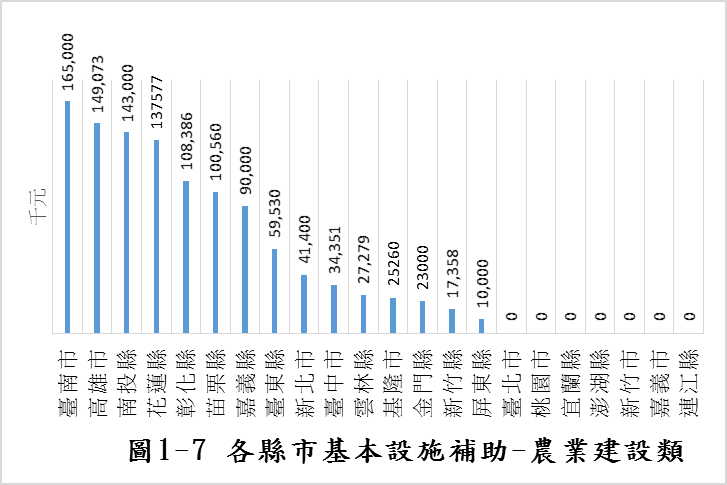 千元
165,000
149,073
143,000
137577
108,386
100,560
90,000
59,530
41,400
34,351
27,279
25260
23000
17,358
10,000
0
0
0
0
0
0
0
臺南市
高雄市
南投縣
花蓮縣
彰化縣
苗栗縣
嘉義縣
臺東縣
新北市
臺中市
雲林縣
基隆市
金門縣
新竹縣
屏東縣
臺北市
桃園市
宜蘭縣
澎湖縣
新竹市
嘉義市
連江縣
圖1-7 各縣市基本設施補助-農業建設類